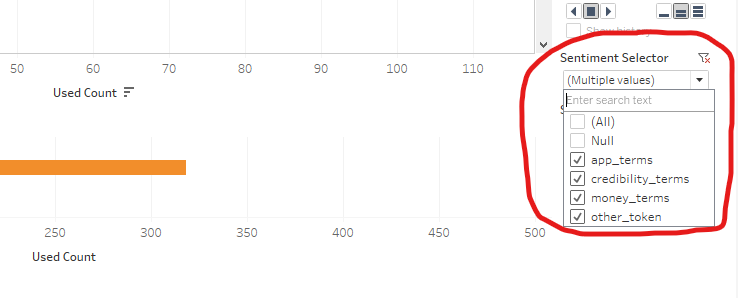 Show history
50 60 70 80 90 100 110
Used Count
Sentiment Selector
(Multiple values)
Enter search text
(All)
Null
app_terms
credibility_terms
money_terms
other_token
250 300 350 400 450 500
Used Count